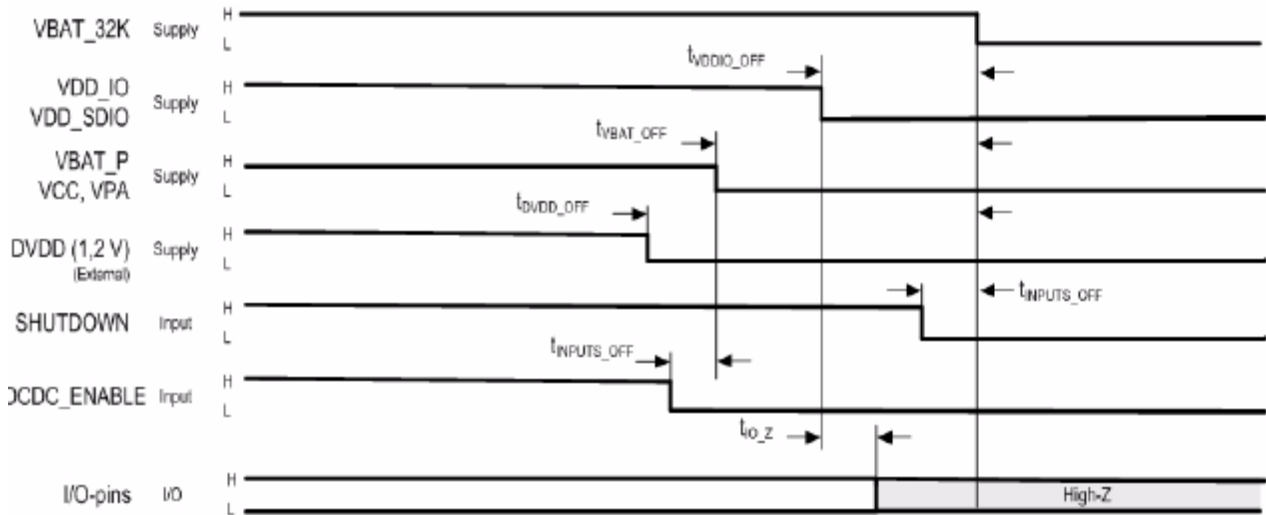 VBAT_32K Supply H
L
tVDDIO_OFF
VDD_IO
VDD_SDIO Supply H
L
tVBAT_OFF
VBAT_P
VCC, VPA Supply H
L
tDVDD_OFF
DVDD (1,2 V) Supply H
(External) L
SHUTDOWN Input H
L
tINPUTS_OFF
tINPUTS_OFF
DCDC_ENABLE Input H
L
tIO_Z
I/O-pins I/O H
L
High-Z